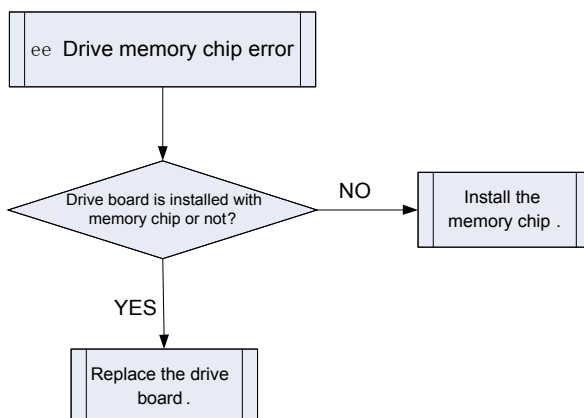 ee Drive memory chip error
Drive board is installed with
memory chip or not?
NO
Install the
memory chip .
YES
Replace the drive
board .